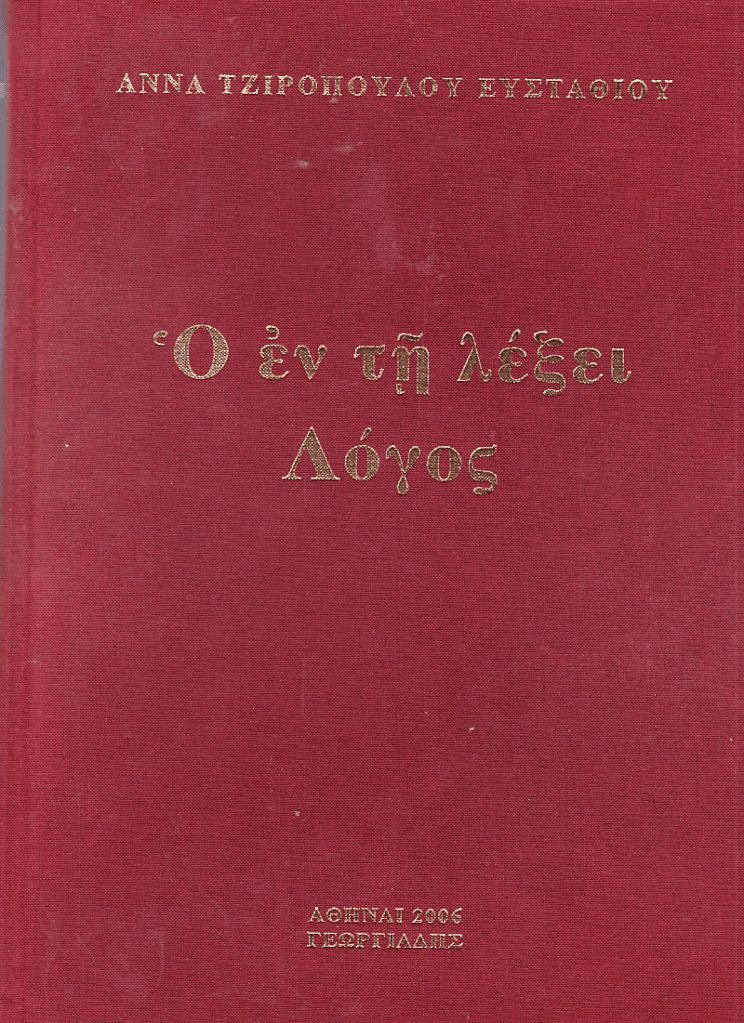 ΑΝΝΑ ΤΖΙΡΟΠΟΥΛΟΥ ΕΥΣΤΑΘΙΟΥ
Ὁ ἐν τῇ λέξει
Λόγος
ΑΘΗΝΑΙ 2006
ΓΕΩΡΓΙΑΔΗΣ